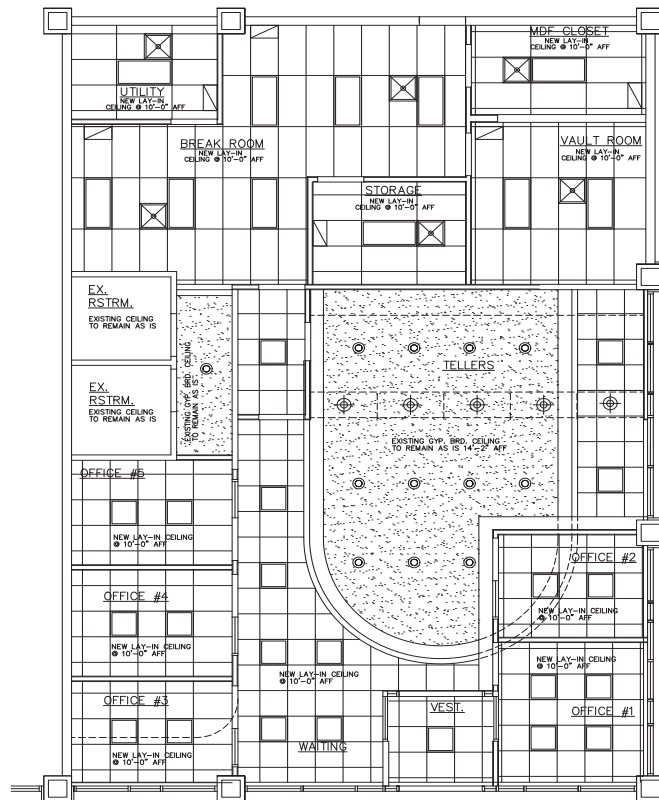 MDF CLOSET
NEW LAY-IN
CEILING @ 10'-0" AFF
UTILITY
NEW LAY-IN
CEILING @ 10'-0" AFF
BREAK ROOM
NEW LAY-IN
CEILING @ 10'-0" AFF
VAULT ROOM
NEW LAY-IN
CEILING @ 10'-0" AFF
STORAGE
NEW LAY-IN
CEILING @ 10'-0" AFF
EX.
RSTRM.
EXISTING CEILING
TO REMAIN AS IS
EXISTING GYP. BRD. CEILING
TO REMAIN AS IS
TELLERS
EX.
RSTRM.
EXISTING CEILING
TO REMAIN AS IS
EXISTING GYP. BRD. CEILING
TO REMAIN AS IS 14'-2" AFF
OFFICE #5
NEW LAY-IN CEILING
@ 10'-0" AFF
OFFICE #2
NEW LAY-IN CEILING
@ 10'-0" AFF
OFFICE #4
NEW LAY-IN CEILING
@ 10'-0" AFF
NEW LAY-IN CEILING
@ 10'-0" AFF
OFFICE #1
NEW LAY-IN CEILING
@ 10'-0" AFF
OFFICE #3
NEW LAY-IN CEILING
@ 10'-0" AFF
VEST.
WAITING